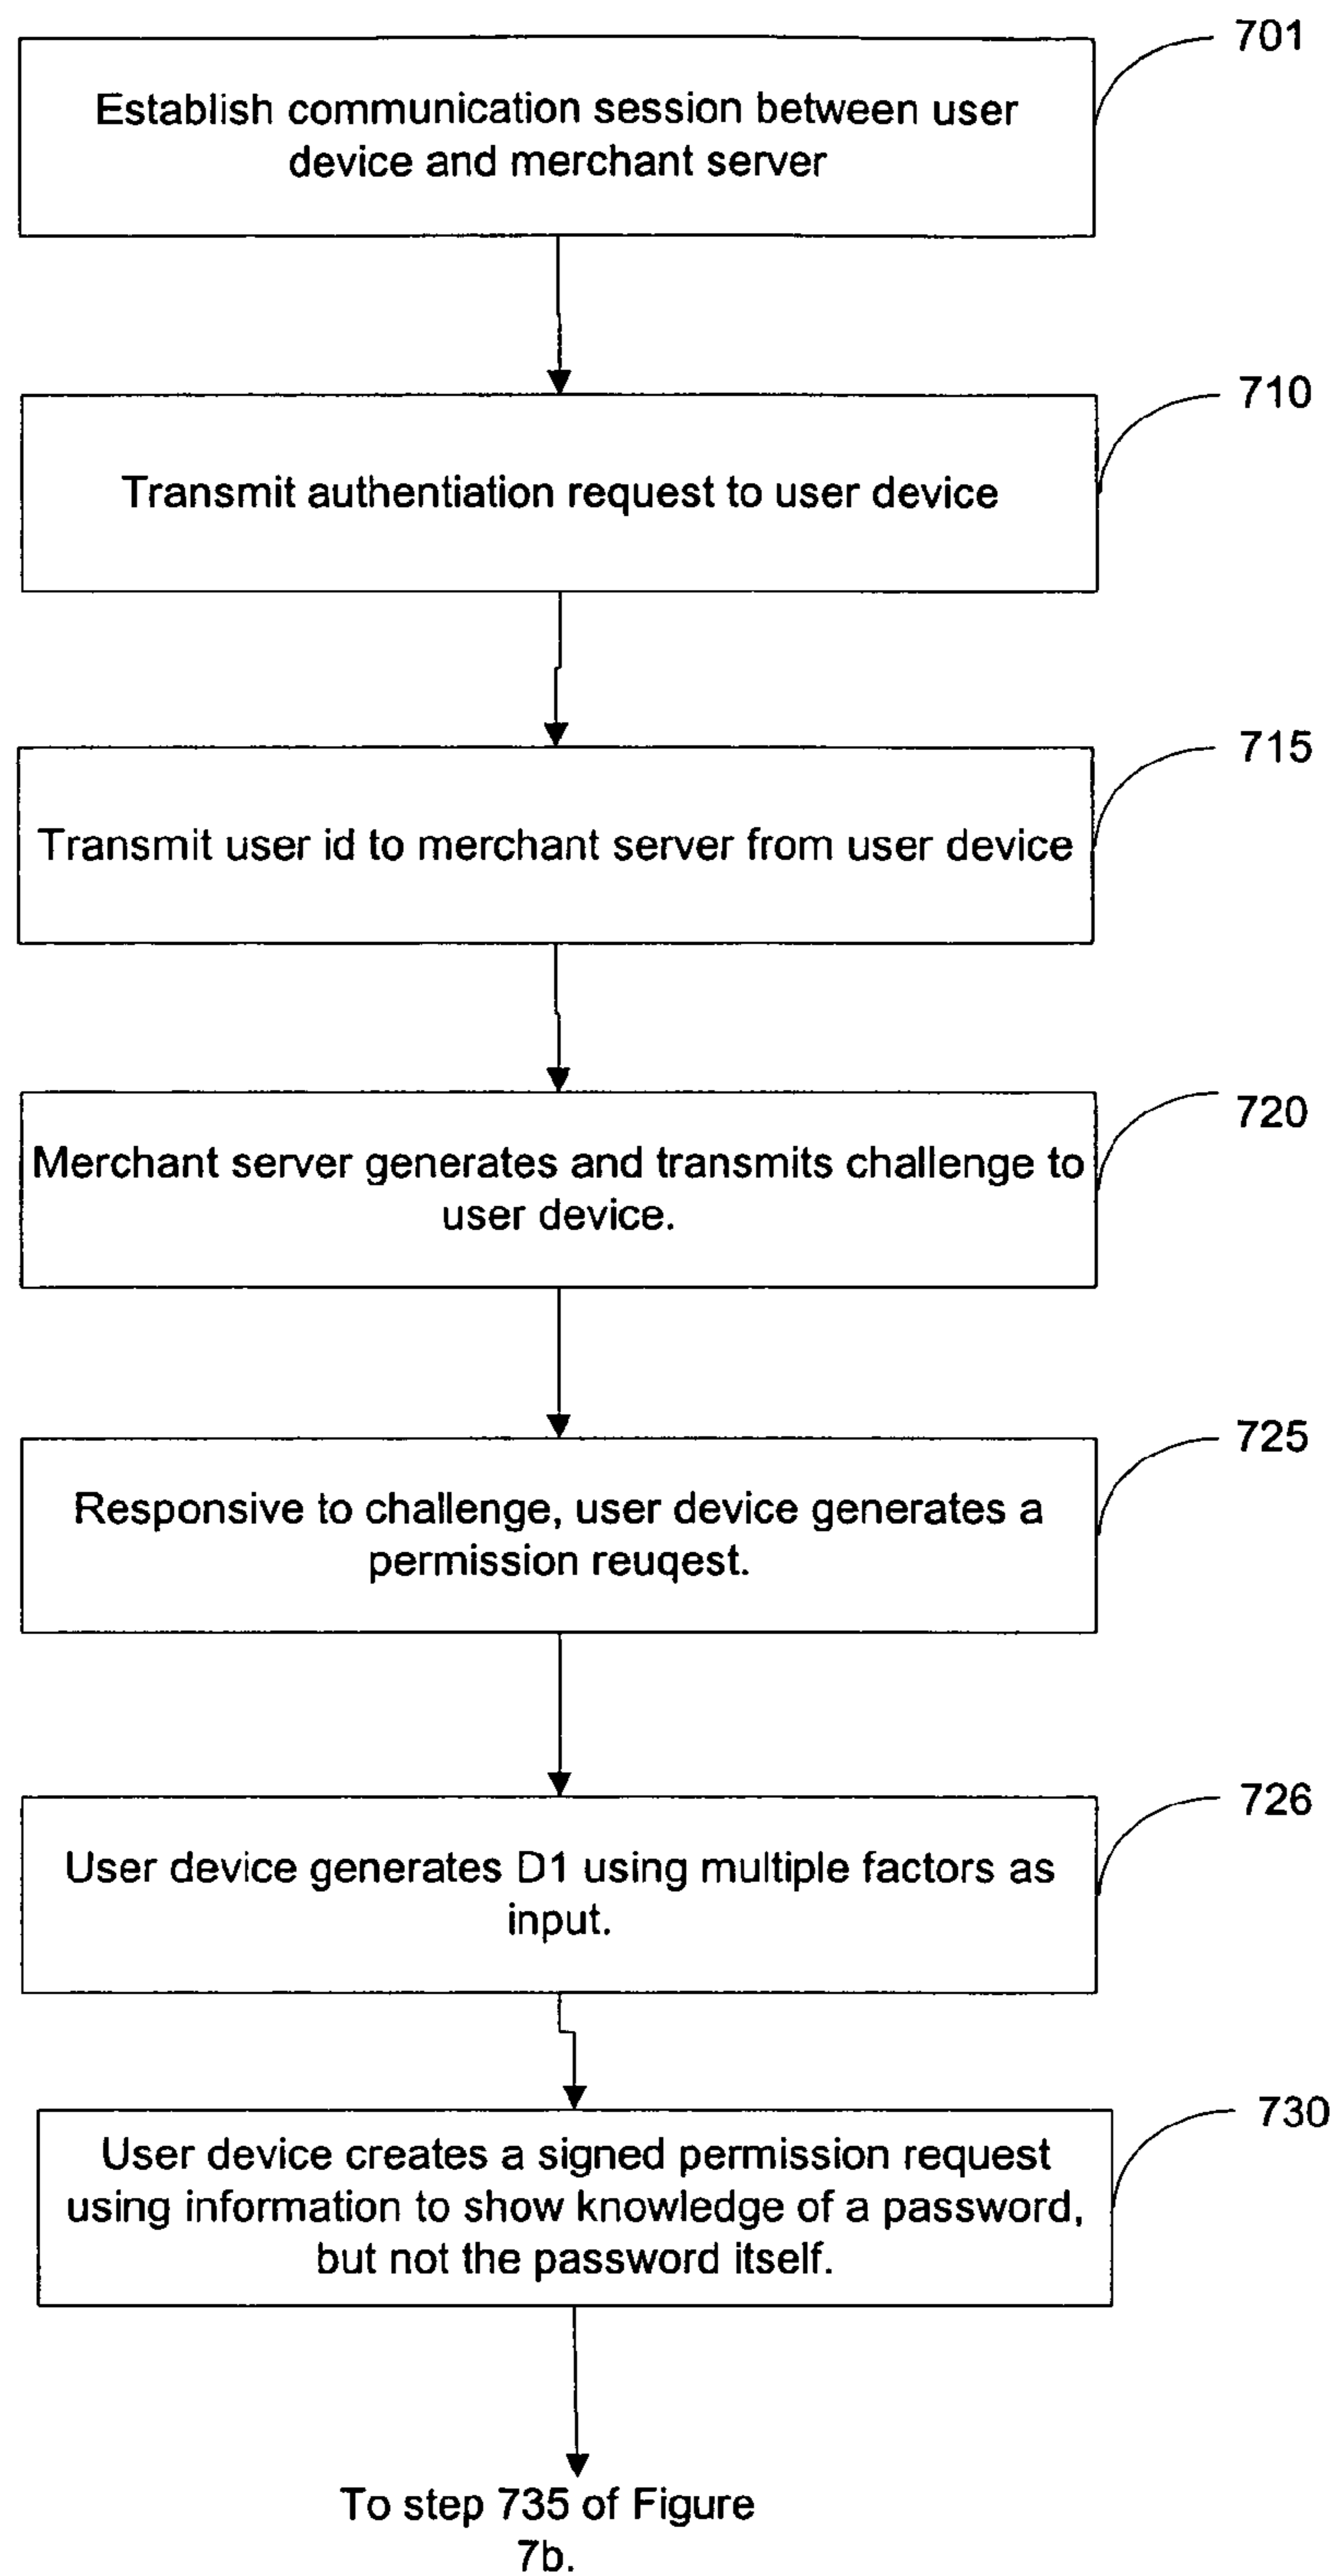 701
Establish communication session between user
device and merchant server
710
Transmit authentiation request to user device
715
Transmit user id to merchant server from user device
720
Merchant server generates and transmits challenge to
user device.
725
Responsive to challenge, user device generates a
permission reuqest.
726
User device generates D1 using multiple factors as
input.
730
User device creates a signed permission request
using information to show knowledge of a password,
but not the password itself.
To step 735 of Figure
7b.